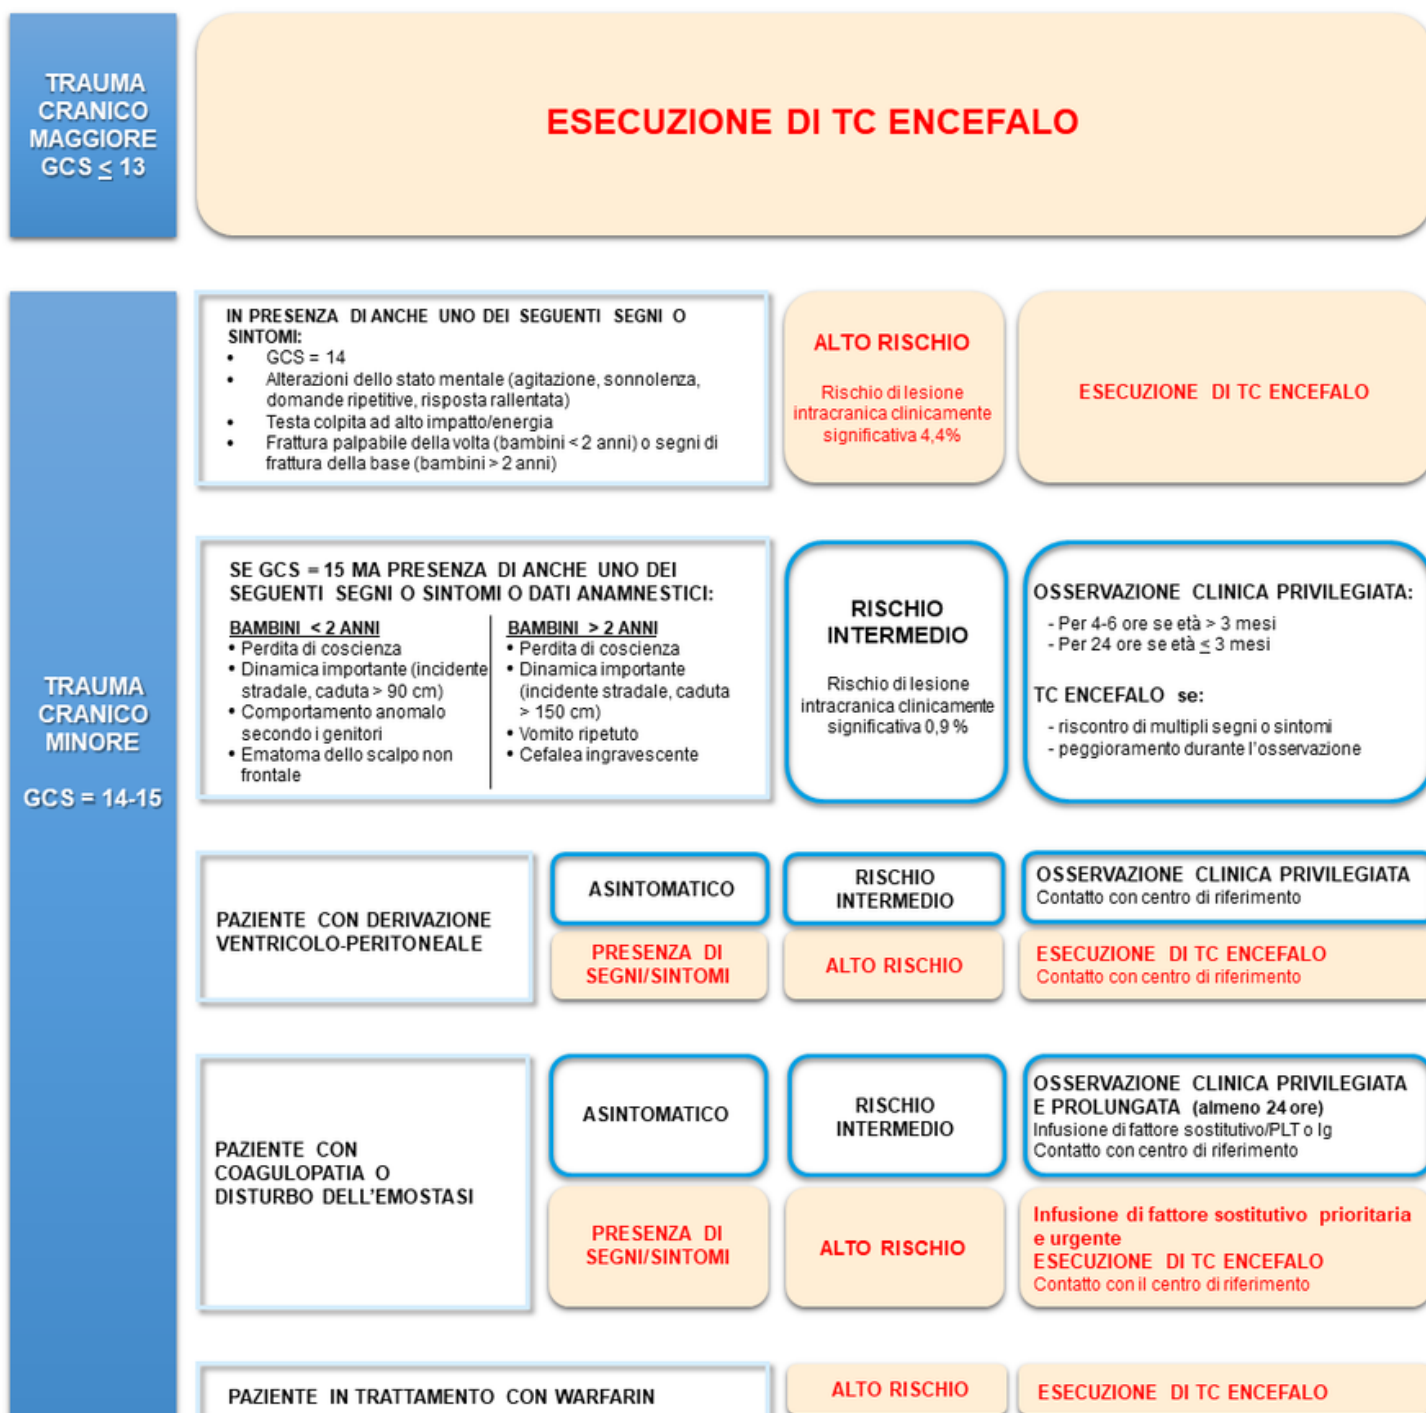 TRAUMA
CRANICO
MAGGIORE
GCS ≤ 13
ESECUZIONE DI TC ENCEFALO
TRAUMA
CRANICO
MINORE
GCS = 14-15
IN PRESENZA DI ANCHE UNO DEI SEGUENTI SEGNI O
SINTOMI:
• GCS = 14
• Alterazioni dello stato mentale (agitazione, sonnolenza,
domande ripetitive, risposta rallentata)
• Testa colpita ad alto impatto/energia
• Frattura palpabile della volta (bambini < 2 anni) o segni di
frattura della base (bambini > 2 anni)
ALTO RISCHIO
Rischio di lesione
intracranica clinicamente
significativa 4,4%
ESECUZIONE DI TC ENCEFALO
SE GCS = 15 MA PRESENZA DI ANCHE UNO DEI
SEGUENTI SEGNI O SINTOMI O DATI ANAMNESTICI:
BAMBINI < 2 ANNI
• Perdita di coscienza
• Dinamica importante (incidente
stradale, caduta > 90 cm)
• Comportamento anomalo
secondo i genitori
• Ematoma dello scalpo non
frontale
BAMBINI > 2 ANNI
• Perdita di coscienza
• Dinamica importante
(incidente stradale, caduta
> 150 cm)
• Vomito ripetuto
• Cefalea ingravescente
RISCHIO
INTERMEDIO
Rischio di lesione
intracranica clinicamente
significativa 0,9 %
OSSERVAZIONE CLINICA PRIVILEGIATA:
- Per 4-6 ore se età > 3 mesi
- Per 24 ore se età ≤ 3 mesi
TC ENCEFALO se:
- riscontro di multipli segni o sintomi
- peggioramento durante l'osservazione
PAZIENTE CON DERIVAZIONE
VENTRICOLO-PERITONEALE
ASINTOMATICO
RISCHIO
INTERMEDIO
OSSERVAZIONE CLINICA PRIVILEGIATA
Contatto con centro di riferimento
PRESENZA DI
SEGNI/SINTOMI
ALTO RISCHIO
ESECUZIONE DI TC ENCEFALO
Contatto con centro di riferimento
PAZIENTE CON
COAGULOPATIA O
DISTURBO DELL'EMOSTASI
ASINTOMATICO
RISCHIO
INTERMEDIO
OSSERVAZIONE CLINICA PRIVILEGIATA
E PROLUNGATA (almeno 24 ore)
Infusione di fattore sostitutivo/PLT o Ig
Contatto con centro di riferimento
PRESENZA DI
SEGNI/SINTOMI
ALTO RISCHIO
Infusione di fattore sostitutivo prioritaria
e urgente
ESECUZIONE DI TC ENCEFALO
Contatto con il centro di riferimento
PAZIENTE IN TRATTAMENTO CON WARFARIN
ALTO RISCHIO
ESECUZIONE DI TC ENCEFALO